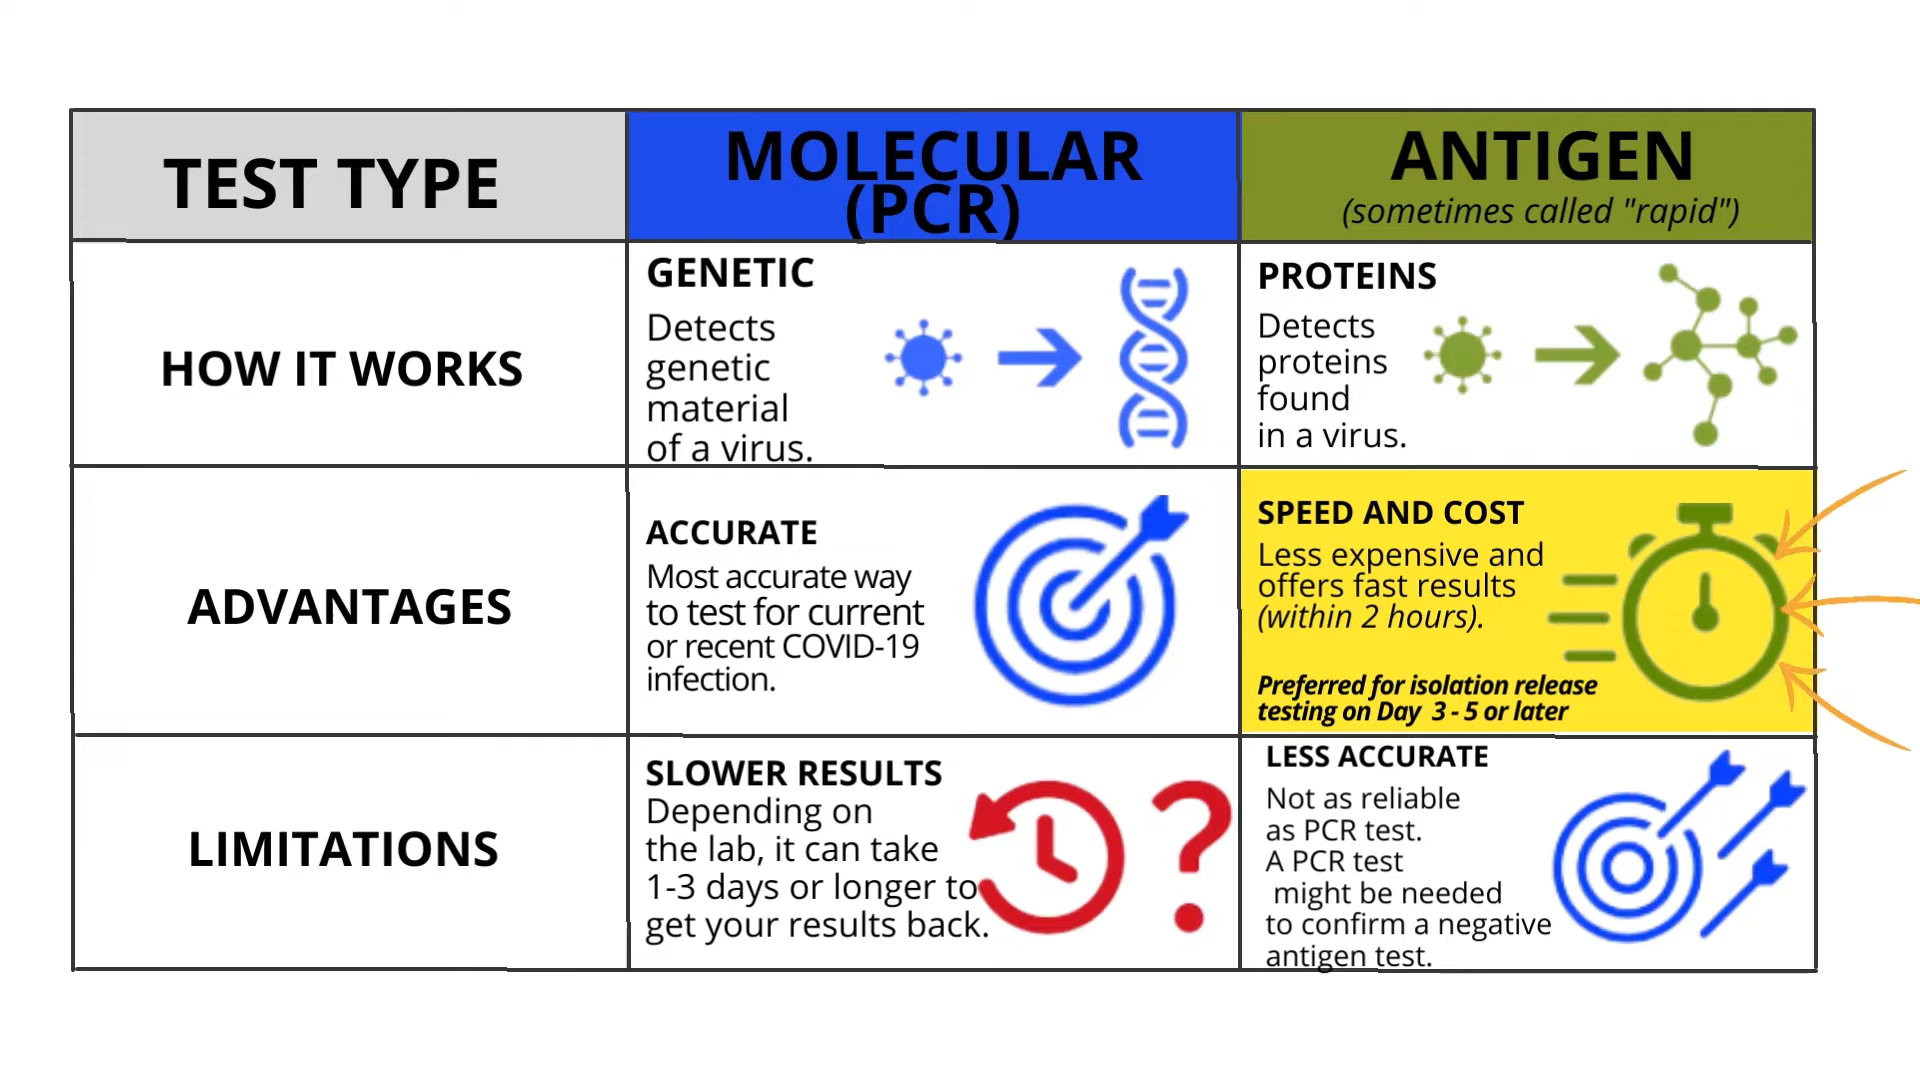 TEST TYPE
MOLECULAR
(PCR)
ANTIGEN
(sometimes called "rapid")
HOW IT WORKS
GENETIC
Detects
genetic
material
of a virus.
PROTEINS
Detects
proteins
found
in a virus.
ADVANTAGES
ACCURATE
Most accurate way
to test for current
or recent COVID-19
infection.
SPEED AND COST
Less expensive and
offers fast results
(within 2 hours).
Preferred for isolation release
testing on Day 3 - 5 or later
LIMITATIONS
SLOWER RESULTS
Depending on
the lab, it can take
1-3 days or longer to
get your results back.
LESS ACCURATE
Not as reliable
as PCR test.
A PCR test
might be needed
to confirm a negative
antigen test.